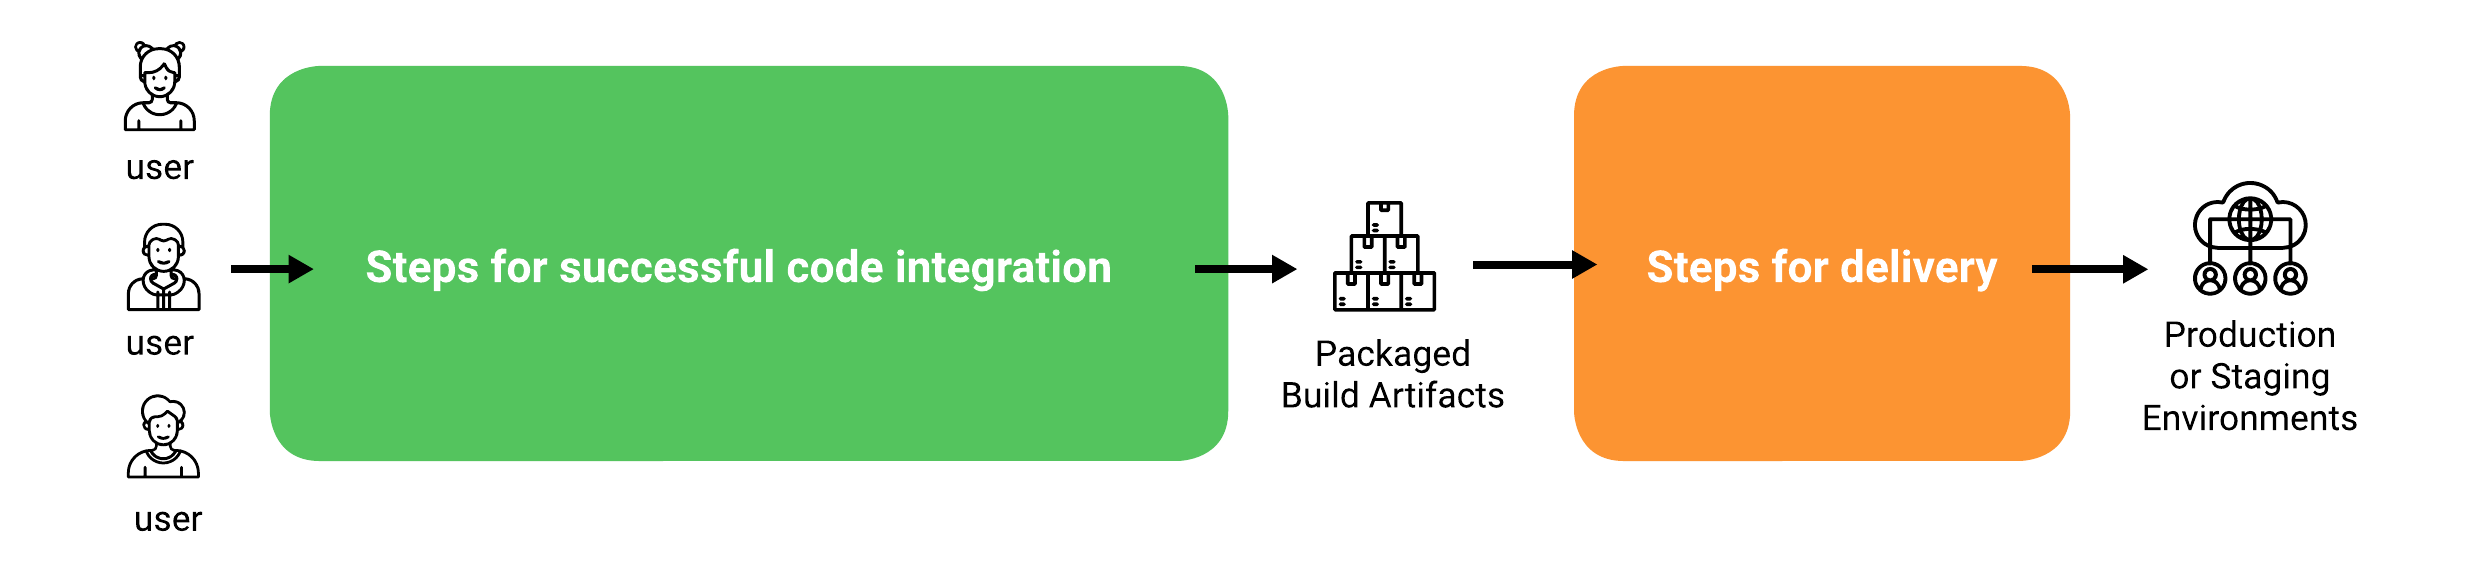 user
user
user
Steps for successful code integration
Packaged
Build Artifacts
Steps for delivery
Production
or Staging
Environments